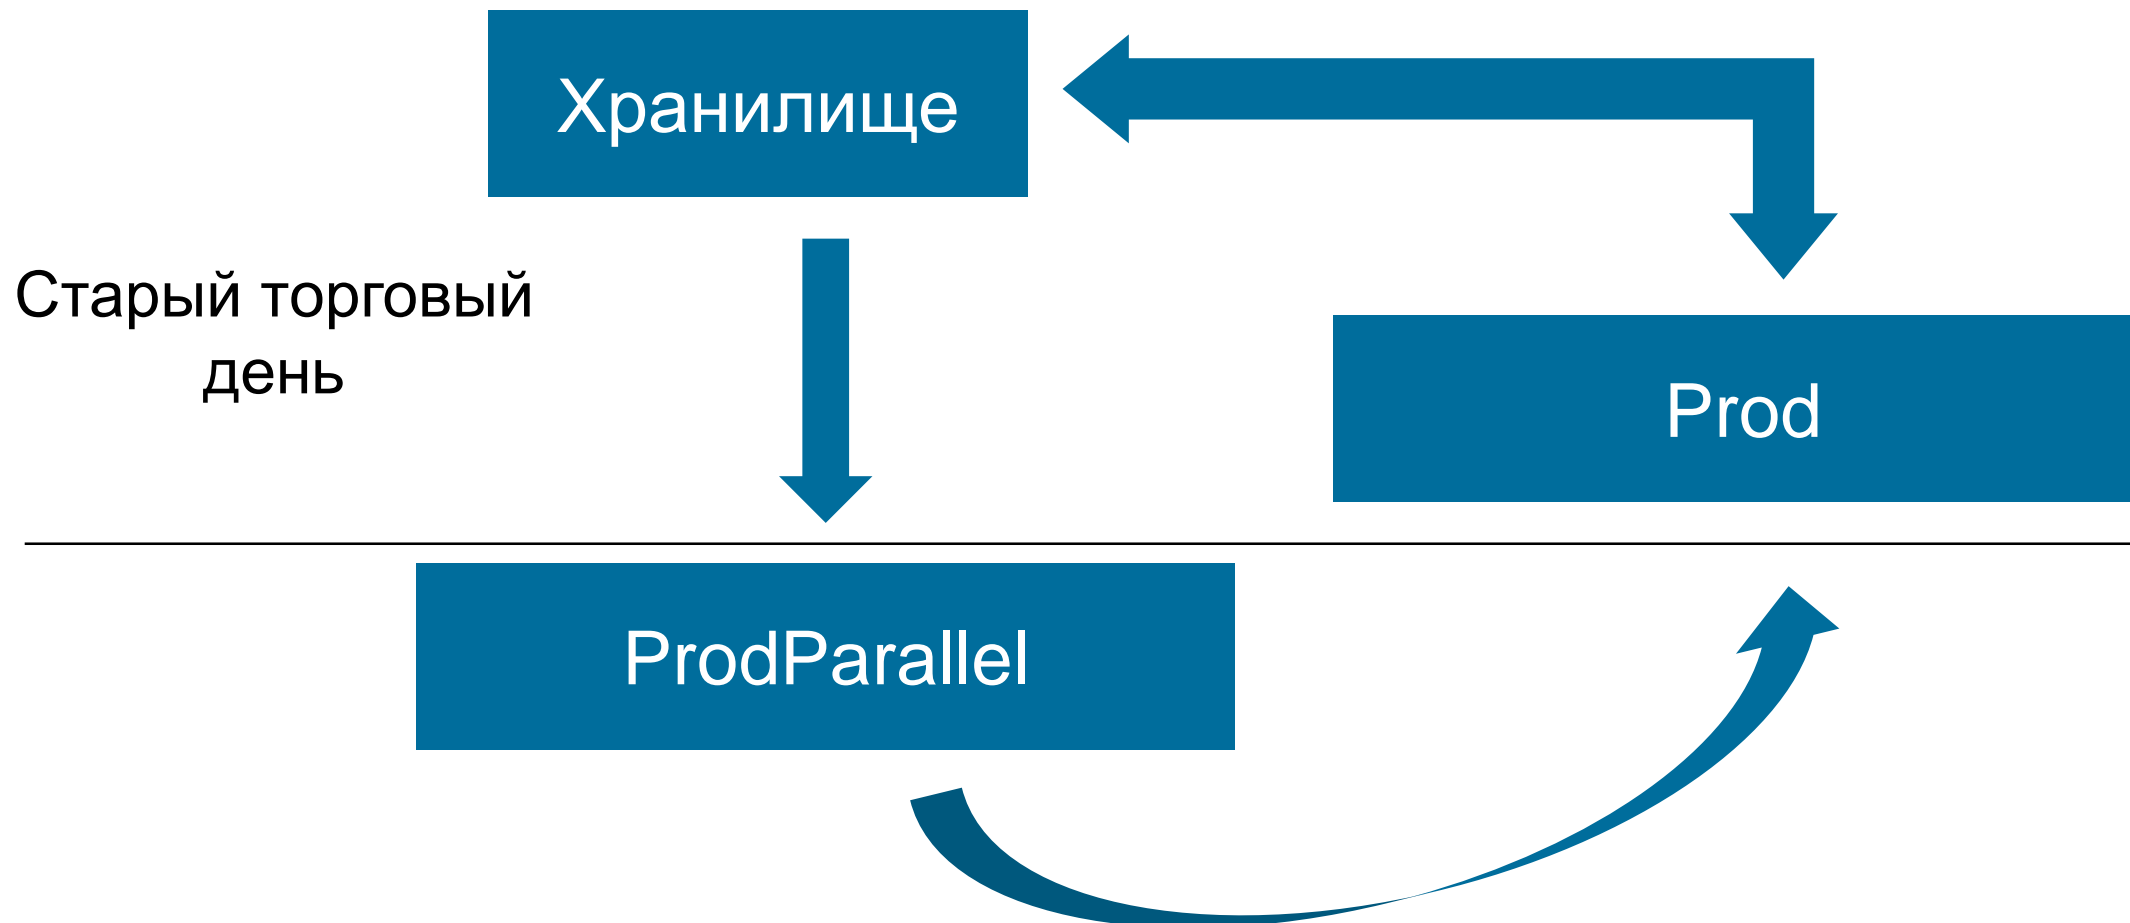 Хранилище
Старый торговый
день
Prod
ProdParallel